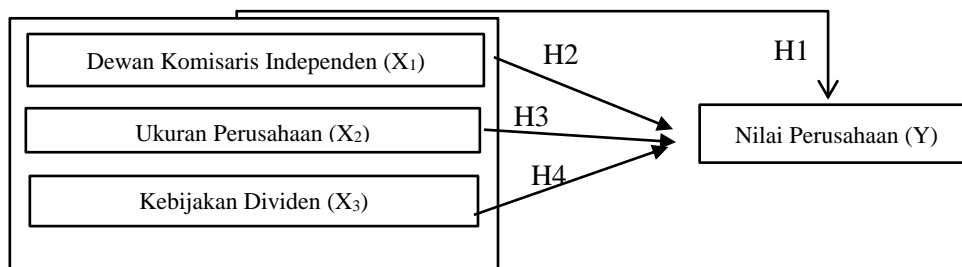 Dewan Komisaris Independen (X₁)
H2
H1
Ukuran Perusahaan (X₂)
H3
Nilai Perusahaan (Y)
Kebijakan Dividen (X₃)
H4